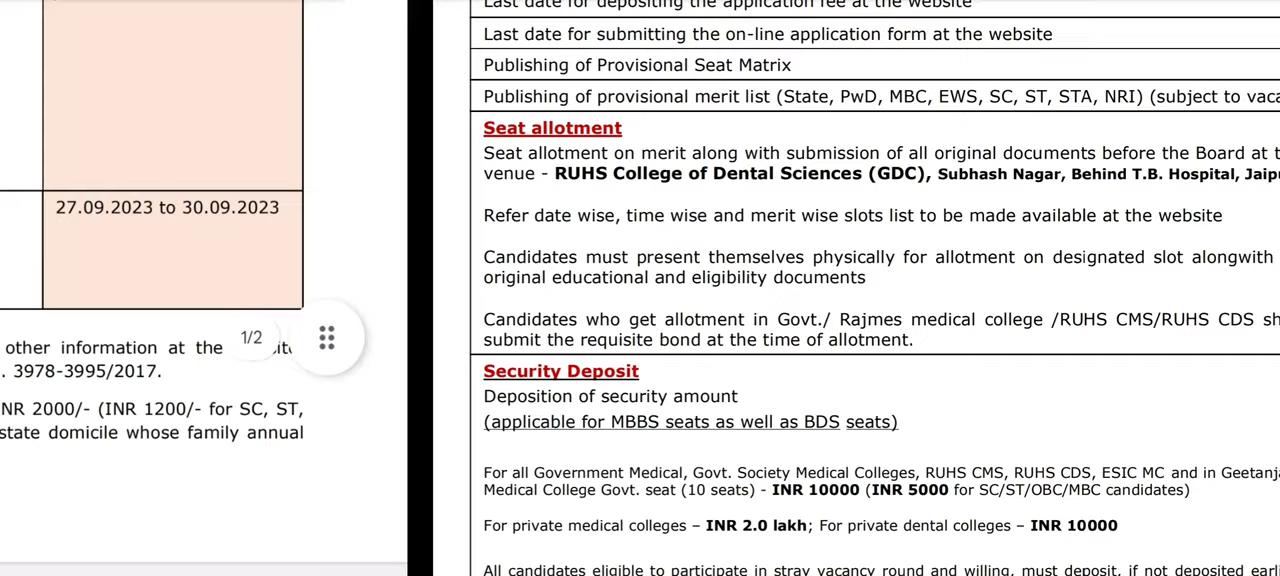 27.09.2023 to 30.09.2023
other information at the
1/2
. 3978-3995/2017.
NR 2000/- (INR 1200/- for SC, ST,
state domicile whose family annual
Last date for depositing the application fee at the website
Last date for submitting the on-line application form at the website
Publishing of Provisional Seat Matrix
Publishing of provisional merit list (State, PwD, MBC, EWS, SC, ST, STA, NRI) (subject to vaca
Seat allotment
Seat allotment on merit along with submission of all original documents before the Board at t
venue - RUHS College of Dental Sciences (GDC), Subhash Nagar, Behind T.B. Hospital, Jaipu
Refer date wise, time wise and merit wise slots list to be made available at the website
Candidates must present themselves physically for allotment on designated slot alongwith
original educational and eligibility documents
Candidates who get allotment in Govt./ Rajmes medical college /RUHS CMS/RUHS CDS sh
submit the requisite bond at the time of allotment.
Security Deposit
Deposition of security amount
(applicable for MBBS seats as well as BDS seats)
For all Government Medical, Govt. Society Medical Colleges, RUHS CMS, RUHS CDS, ESIC MC and in Geetanja
Medical College Govt. seat (10 seats) - INR 10000 (INR 5000 for SC/ST/OBC/MBC candidates)
For private medical colleges – INR 2.0 lakh; For private dental colleges – INR 10000
All candidates eligible to participate in stray vacancy round and willing, must deposit, if not deposited earl